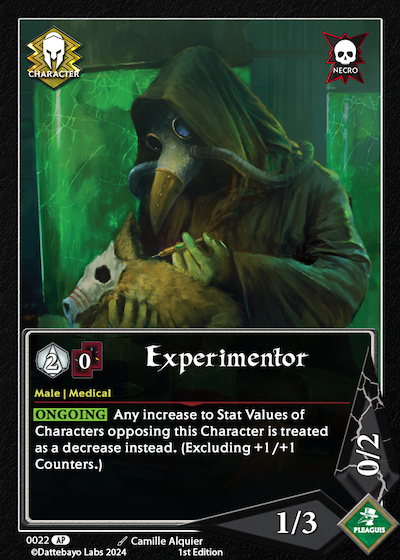 CHARACTER
NECRO
2
0
Experimentor
Male | Medical
ONGOING Any increase to Stat Values of
Characters opposing this Character is treated
as a decrease instead. (Excluding +1/+1
Counters.)
0/2
1/3
PLEAGUIS
0022 AP Camille Alquier
©Dattebayo Labs 2024 1st Edition